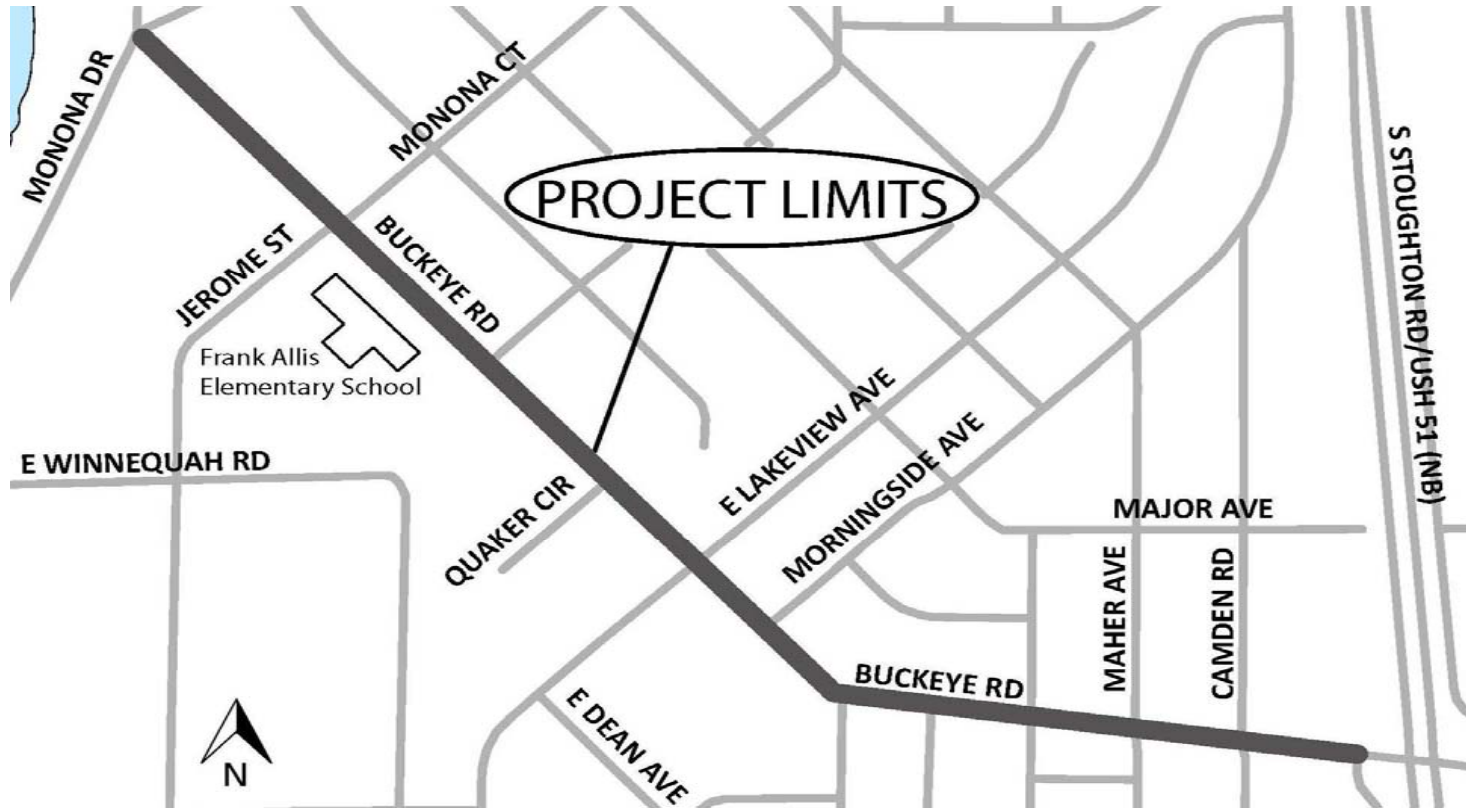 MONONA DR
MONONA CT
PROJECT LIMITS
S STOUGHTON RD/USH 51 (NB)
JEROME ST
BUCKEYE RD
Frank Allis
Elementary School
E LAKEVIEW AVE
E WINNEQUAH RD
MORNINGSIDE AVE
QUAKER CIR
MAJOR AVE
MAHER AVE
CAMDEN RD
BUCKEYE RD
E DEAN AVE
N